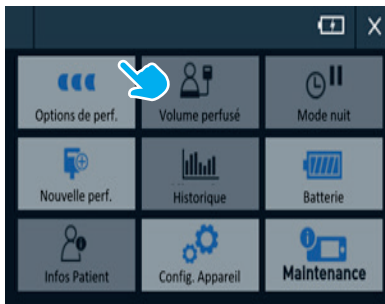 Options de perf.
Volume perfusé
Mode nuit
Nouvelle perf.
Historique
Batterie
Infos Patient
Config. Appareil
Maintenance